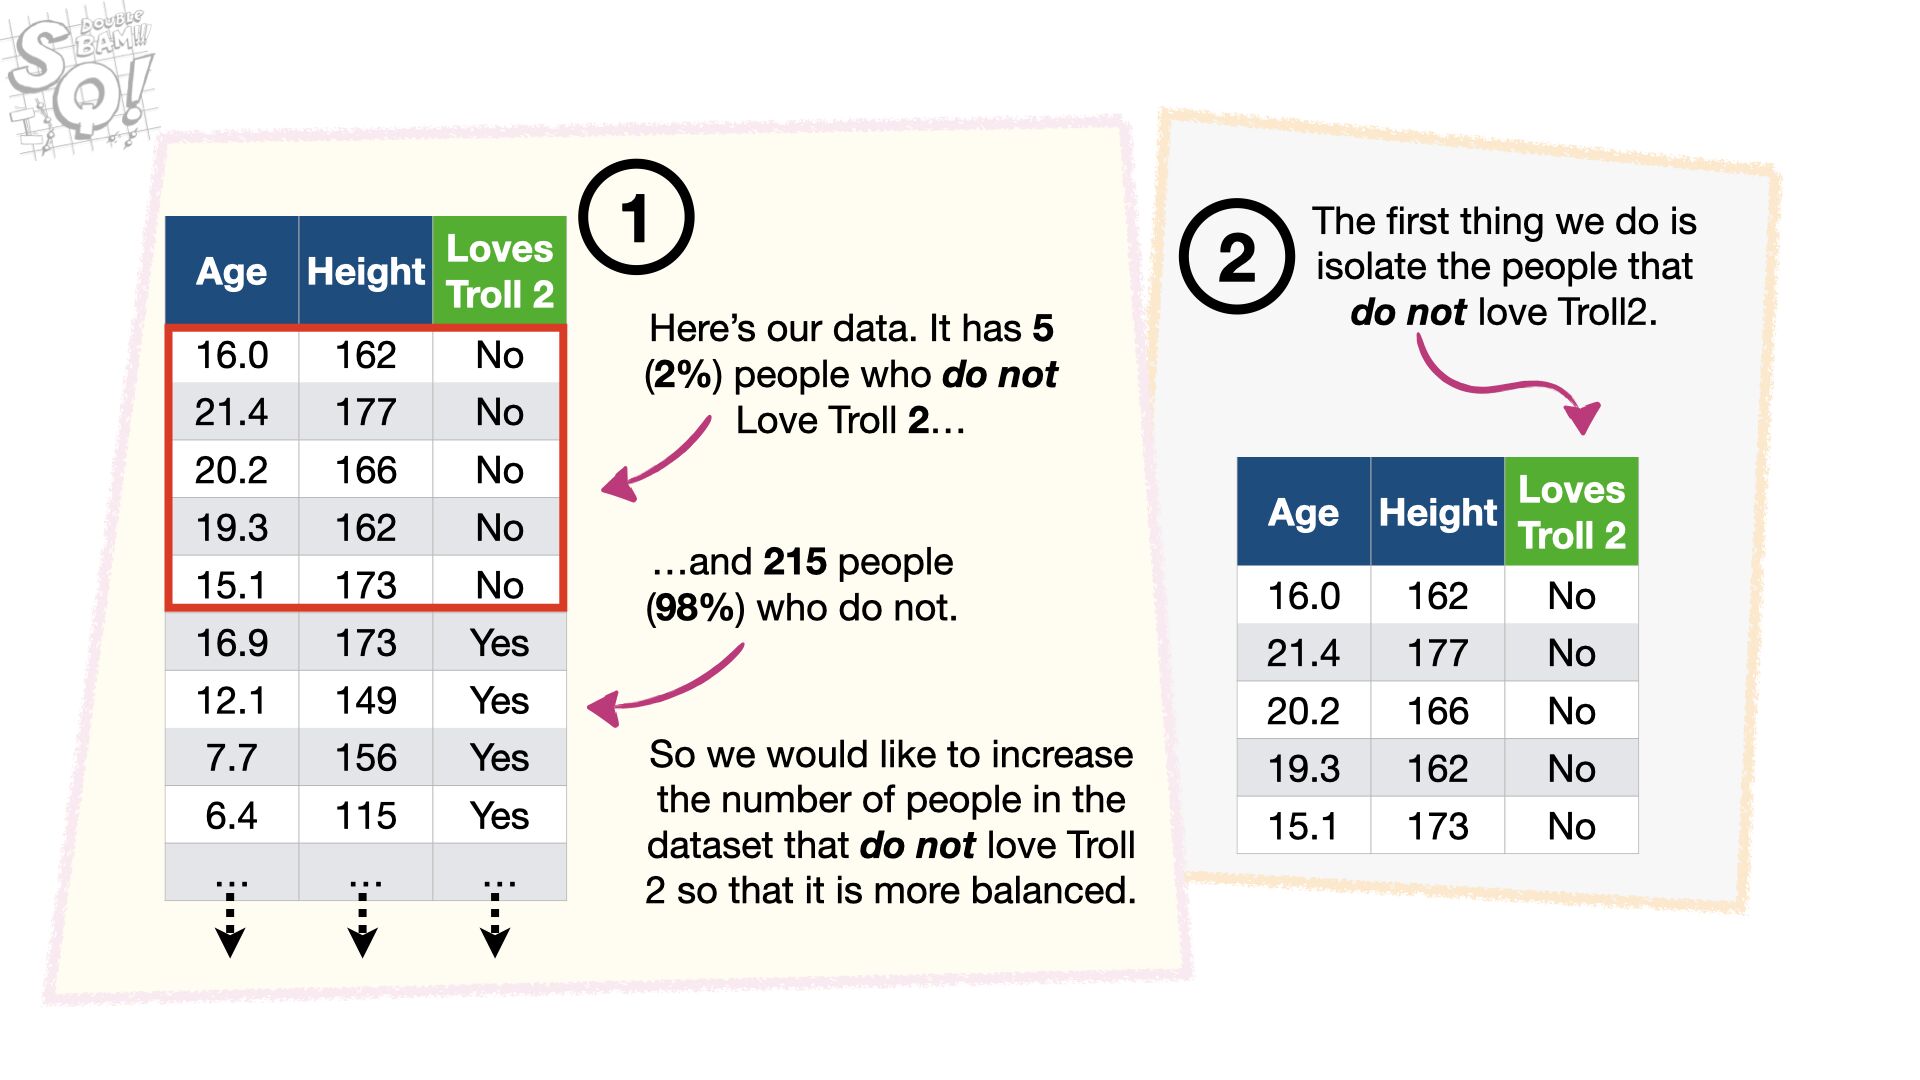 DOUBLE
BAM!!!
SQ!
1
Age Height Loves Troll 2
16.0 162 No
21.4 177 No
20.2 166 No
19.3 162 No
15.1 173 No
16.9 173 Yes
12.1 149 Yes
7.7 156 Yes
6.4 115 Yes
... ... ...
Here’s our data. It has 5
(2%) people who do not
Love Troll 2…
…and 215 people
(98%) who do not.
So we would like to increase
the number of people in the
dataset that do not love Troll
2 so that it is more balanced.
2
The first thing we do is
isolate the people that
do not love Troll2.
Age Height Loves Troll 2
16.0 162 No
21.4 177 No
20.2 166 No
19.3 162 No
15.1 173 No